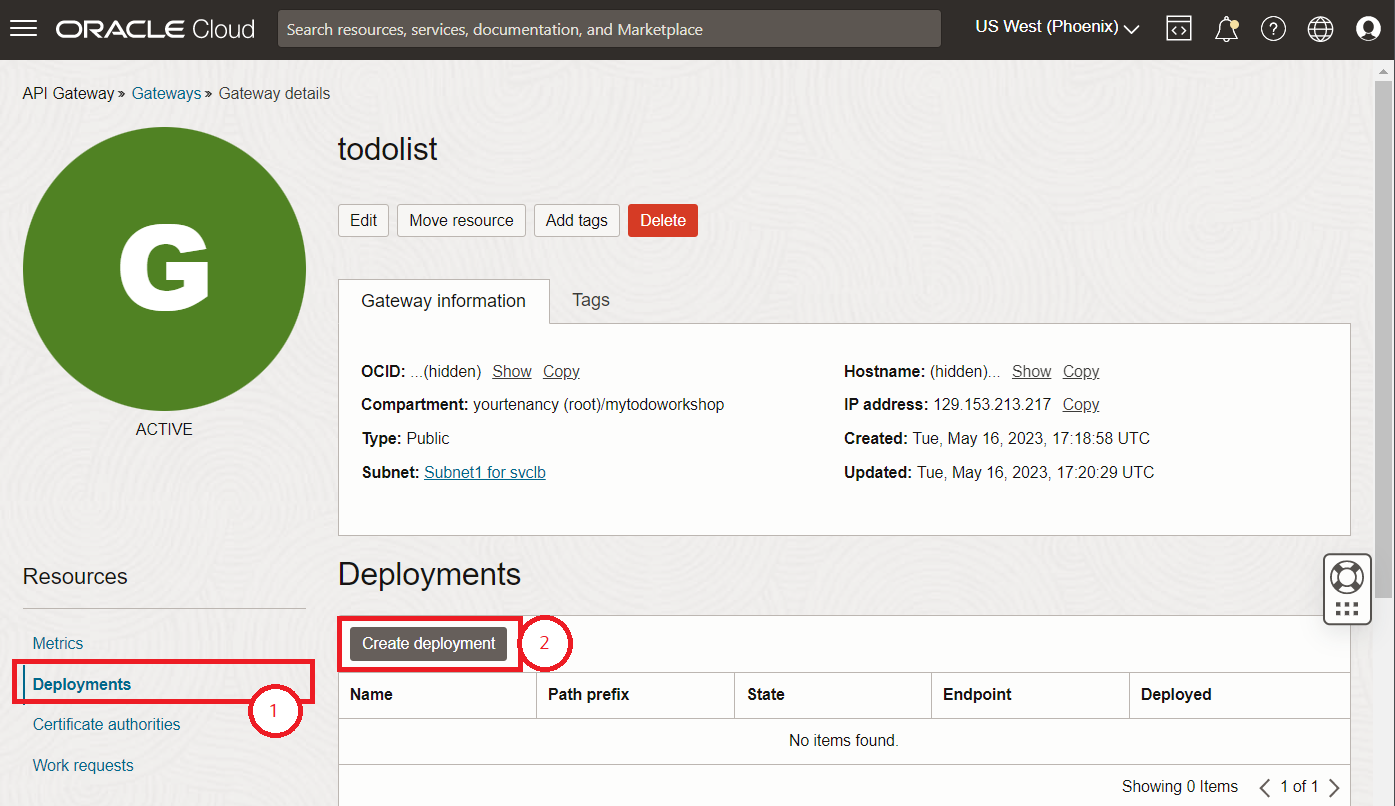 ORACLE Cloud
Search resources, services, documentation, and Marketplace
US West (Phoenix)
API Gateway » Gateways » Gateway details
G
ACTIVE
todolist
Edit Move resource Add tags Delete
Gateway information Tags
OCID: ...(hidden) Show Copy
Compartment: yourtenancy (root)/mytodoworkshop
Type: Public
Subnet: Subnet1 for svclb
Hostname: (hidden)... Show Copy
IP address: 129.153.213.217 Copy
Created: Tue, May 16, 2023, 17:18:58 UTC
Updated: Tue, May 16, 2023, 17:20:29 UTC
Resources
Metrics
Deployments
1
Certificate authorities
Work requests
Deployments
Create deployment 2
Name Path prefix State Endpoint Deployed
No items found.
Showing 0 Items < 1 of 1 >